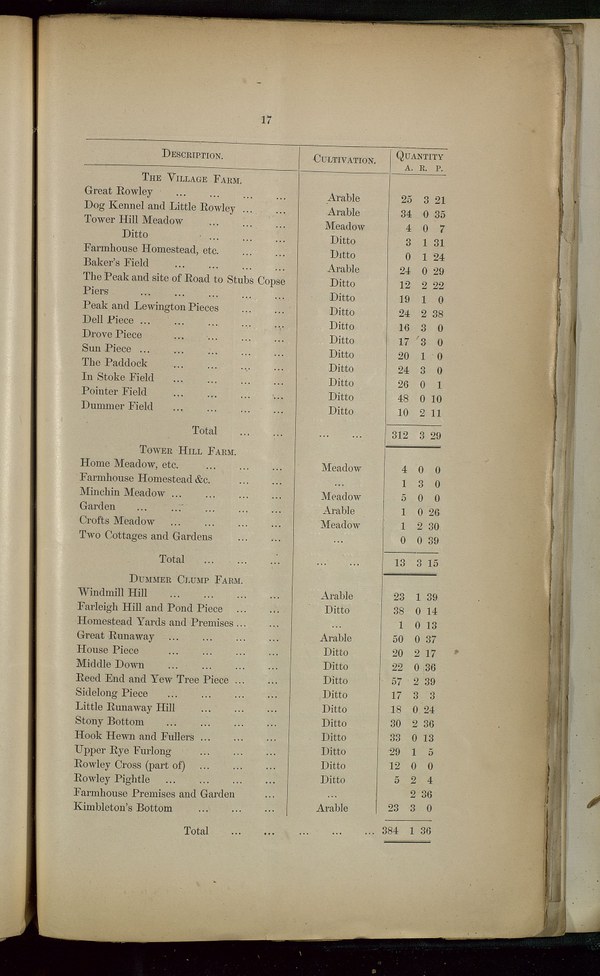 17
DESCRIPTION. CULTIVATION. QUANTITY
A. R. P.
THE VILLAGE FARM.
Great Rowley ... ... ... ... Arable 25 3 21
Dog Kennel and Little Rowley ... ... Arable 34 0 35
Tower Hill Meadow ... ... ... Meadow 4 0 7
Ditto ... ... ... Ditto 3 1 31
Farmhouse Homestead, etc. ... ... Ditto 0 1 24
Baker's Field ... ... ... ... Arable 24 0 29
The Peak and site of Road to Stubs Copse Ditto 12 2 22
Piers ... ... ... ... ... Ditto 19 1 0
Peak and Lewington Pieces ... ... Ditto 24 2 38
Dell Piece ... ... ... ... ... Ditto 16 3 0
Drove Piece ... ... ... ... Ditto 17 3 0
Sun Piece ... ... ... ... ... Ditto 20 1 0
The Paddock ... ... ... ... Ditto 24 3 0
In Stoke Field ... ... ... ... Ditto 26 0 1
Pointer Field ... ... ... ... Ditto 48 0 10
Dummer Field ... ... ... ... Ditto 10 2 11
Total ... ... ... ... 312 3 29
TOWER HILL FARM.
Home Meadow, etc. ... ... ... Meadow 4 0 0
Farmhouse Homestead &c. ... ... ... 1 3 0
Minchin Meadow ... ... ... ... Meadow 5 0 0
Garden ... ... ... ... ... Arable 1 0 26
Crofts Meadow ... ... ... ... Meadow 1 2 30
Two Cottages and Gardens ... ... ... 0 0 39
Total ... ... ... ... ... 13 3 15
DUMMER CLUMP FARM.
Windmill Hill ... ... ... ... Arable 23 1 39
Farleigh Hill and Pond Piece ... ... Ditto 38 0 14
Homestead Yards and Premises ... ... ... 1 0 13
Great Runaway ... ... ... ... Arable 50 0 37
House Piece ... ... ... ... Ditto 20 2 17
Middle Down ... ... ... ... Ditto 22 0 36
Reed End and Yew Tree Piece ... ... Ditto 57 2 39
Sidelong Piece ... ... ... ... Ditto 17 3 3
Little Runaway Hill ... ... ... Ditto 18 0 24
Stony Bottom ... ... ... ... Ditto 30 2 36
Hook Hewn and Fullers ... ... ... Ditto 33 0 13
Upper Rye Furlong ... ... ... Ditto 29 1 5
Rowley Cross (part of) ... ... ... Ditto 12 0 0
Rowley Pightle ... ... ... ... Ditto 5 2 4
Farmhouse Premises and Garden ... ... 2 36
Kimbleton's Bottom ... ... ... Arable 23 3 0
Total ... ... ... ... ... 384 1 36